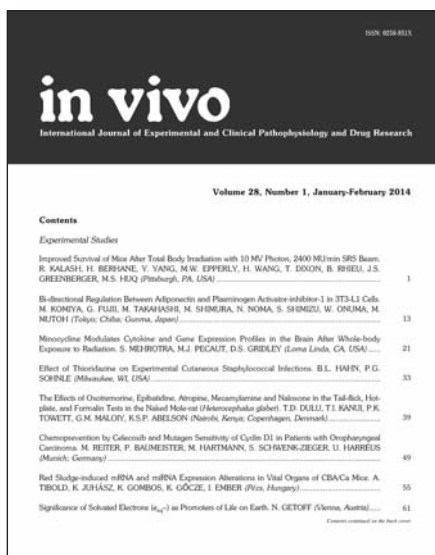 ISSN: 0258-851X
in vivo
International Journal of Experimental and Clinical Pathophysiology and Drug Research
Volume 28, Number 1, January-February 2014
Contents
Experimental Studies
Improved Survival of Mice After Total Body Irradiation with 10 MV Photon, 2400 MU/min SRS Beam.
R. KALASH, H. BERHANE, Y. YANG, M.W. EPPERLY, H. WANG, T. DIXON, B. RHIEU, J.S.
GREENBERGER, M.S. HUQ (Pittsburgh, PA, USA) ........ 1
Bi-directional Regulation Between Adiponectin and Plasminogen Activator-inhibitor-1 in 3T3-L1 Cells.
M. KOMIYA, G. FUJII, M. TAKAHASHI, M. SHIMURA, N. NOMA, S. SHIMIZU, W. ONUMA, M.
MUTOH (Tokyo; Chiba; Gunma, Japan) ........ 13
Minocycline Modulates Cytokine and Gene Expression Profiles in the Brain After Whole-body
Exposure to Radiation. S. MEHROTRA, M.J. PECAUT, D.S. GRIDLEY (Loma Linda, CA, USA) ..... 21
Effect of Thioridazine on Experimental Cutaneous Staphylococcal Infections. B.L. HAHN, P.G.
SOHNLE (Milwaukee, WI, USA) ........ 33
The Effects of Oxotremorine, Epibatidine, Atropine, Mecamylamine and Naloxone in the Tail-flick, Hot-
plate, and Formalin Tests in the Naked Mole-rat (Heterocephalus glaber). T.D. DULU, T.I. KANUI, P.K.
TOWETT, G.M. MALOIY, K.S.P. ABELSON (Nairobi, Kenya; Copenhagen, Denmark) ........ 39
Chemoprevention by Celecoxib and Mutagen Sensitivity of Cyclin D1 in Patients with Oropharyngeal
Carcinoma. M. REITER, P. BAUMEISTER, M. HARTMANN, S. SCHWENK-ZIEGER, U. HARRÉUS
(Munich; Germany) ........ 49
Red Sludge-induced mRNA and miRNA Expression Alterations in Vital Organs of CBA/Ca Mice. A.
TIBOLD, K. JUHÁSZ, K. GOMBOS, K. GŐCZE, I. EMBER (Pécs, Hungary) ........ 55
Significance of Solvated Electrons (eaq–) as Promoters of Life on Earth. N. GETOFF (Vienna, Austria) ..... 61
Contents continued on the back cover